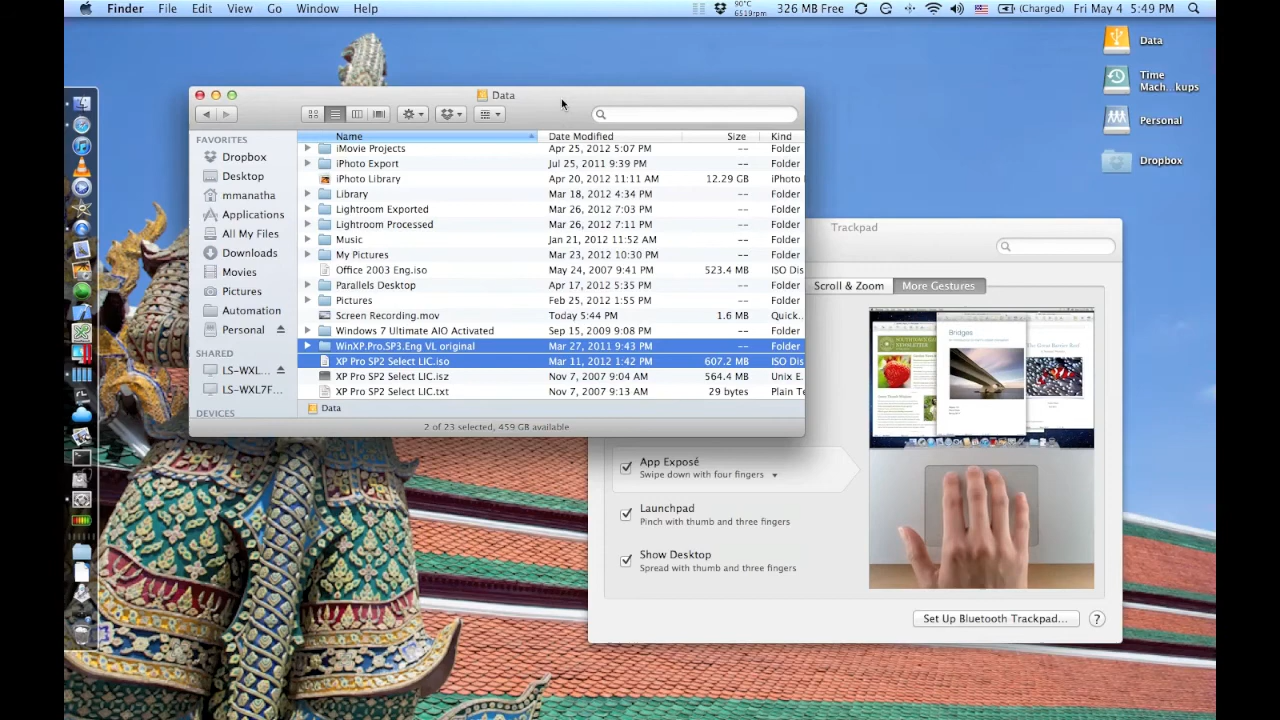 Finder File Edit View Go Window Help 90°C 6519rpm 326 MB Free (Charged) Fri May 4 5:49 PM
Data
Time Mach...kups
Personal
Dropbox
Data
FAVORITES
Dropbox
Desktop
mmanatha
Applications
All My Files
Downloads
Movies
Pictures
Automation
Personal
SHARED
LS-WXL...
LS-WXL7F...
DEVICES
Name Date Modified Size Kind
iMovie Projects Apr 25, 2012 5:07 PM -- Folder
iPhoto Export Jul 25, 2011 9:39 PM -- Folder
iPhoto Library Apr 20, 2012 11:11 AM 12.29 GB iPhoto
Library Mar 18, 2012 4:34 PM -- Folder
Lightroom Exported Mar 26, 2012 7:03 PM -- Folder
Lightroom Processed Mar 26, 2012 7:11 PM -- Folder
Music Jan 21, 2012 11:52 AM -- Folder
My Pictures Mar 23, 2012 10:30 PM -- Folder
Office 2003 Eng.iso May 24, 2007 9:41 PM 523.4 MB ISO Dis
Parallels Desktop Apr 17, 2012 5:35 PM -- Folder
Pictures Feb 25, 2012 1:55 PM -- Folder
Screen Recording.mov Today 5:44 PM 1.6 MB Quick..
Windows 7 Ultimate AIO Activated Sep 15, 2009 9:08 PM -- Folder
WinXP.Pro.SP3.Eng VL original Mar 27, 2011 9:43 PM -- Folder
XP Pro SP2 Select LIC.iso Mar 11, 2012 1:42 PM 607.2 MB ISO Dis
XP Pro SP2 Select LIC.isz Nov 7, 2007 9:04 AM 564.4 MB Unix E.
XP Pro SP2 Select LIC.txt Nov 7, 2007 9:13 AM 29 bytes Plain Te
Data
2 of 23 selected, 459 GB available
Trackpad
Scroll & Zoom More Gestures
Bridges
App Exposé
Swipe down with four fingers
Launchpad
Pinch with thumb and three fingers
Show Desktop
Spread with thumb and three fingers
Set Up Bluetooth Trackpad... ?